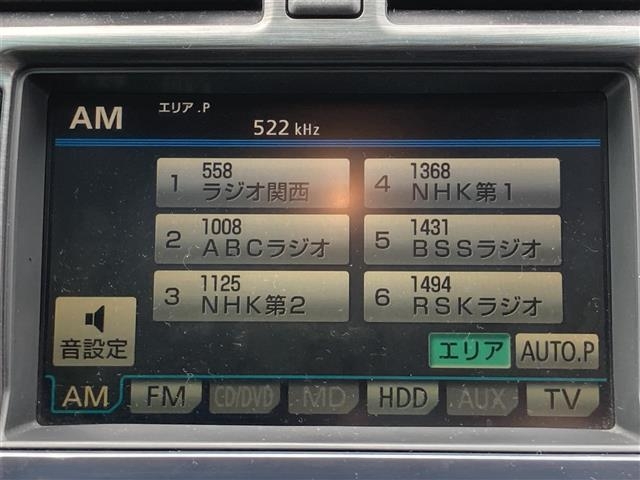 AM
エリア.P
522 kHz
1 558 ラジオ関西
2 1008 ABCラジオ
3 1125 NHK第2
4 1368 NHK第1
5 1431 BSSラジオ
6 1494 RSKラジオ
音設定
エリア
AUTO.P
AM
FM
CD/DVD
MD
HDD
AUX
TV